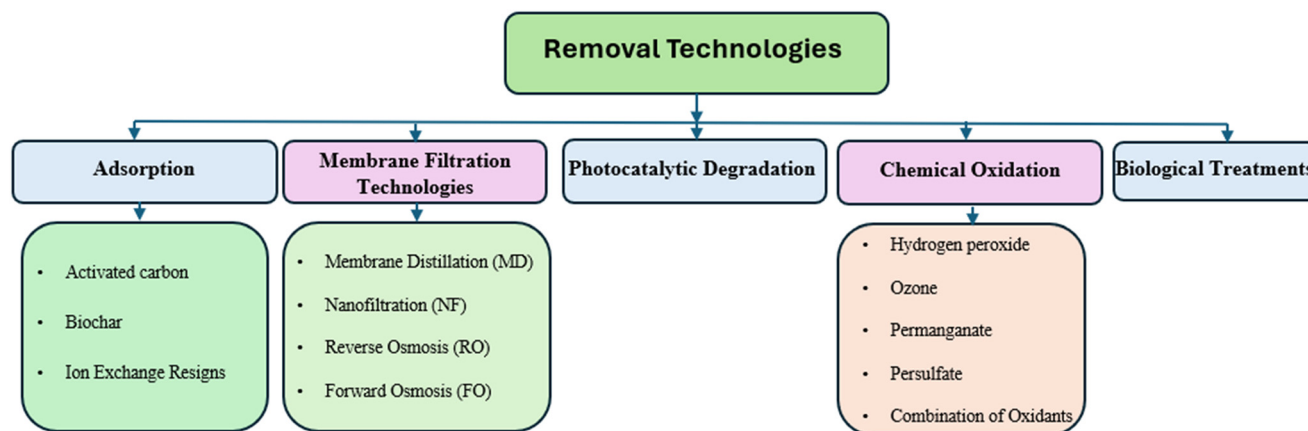 Removal Technologies
Adsorption
Membrane Filtration
Technologies
Photocatalytic Degradation
Chemical Oxidation
Biological Treatments
• Activated carbon
• Biochar
• Ion Exchange Resigns
• Membrane Distillation (MD)
• Nanofiltration (NF)
• Reverse Osmosis (RO)
• Forward Osmosis (FO)
• Hydrogen peroxide
• Ozone
• Permanganate
• Persulfate
• Combination of Oxidants